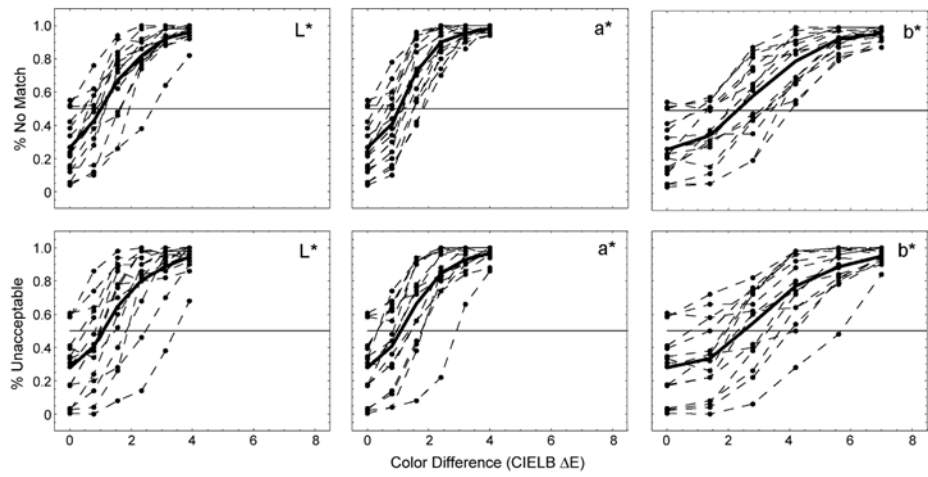 % No Match
1.0
0.8
0.6
0.4
0.2
0
L*
a*
b*
% Unacceptable
1.0
0.8
0.6
0.4
0.2
0
L*
a*
b*
0 2 4 6 8
0 2 4 6 8
0 2 4 6 8
Color Difference (CIELB ΔE)